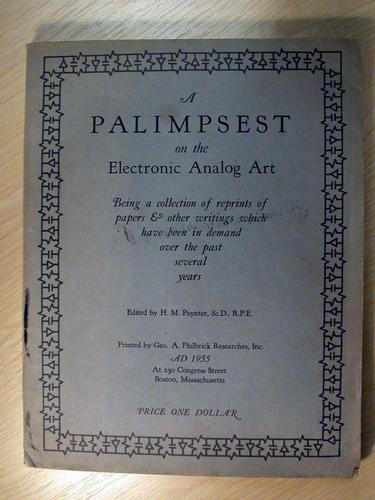 A
PALIMPSEST
on the
Electronic Analog Art
Being a collection of reprints of
papers & other writings which
have been in demand
over the past
several
years
Edited by H. M. Paynter, Sc.D., R.P.E.
Printed by Geo. A. Philbrick Researches, Inc.
AD 1955
At 230 Congress Street
Boston, Massachusetts
PRICE ONE DOLLAR